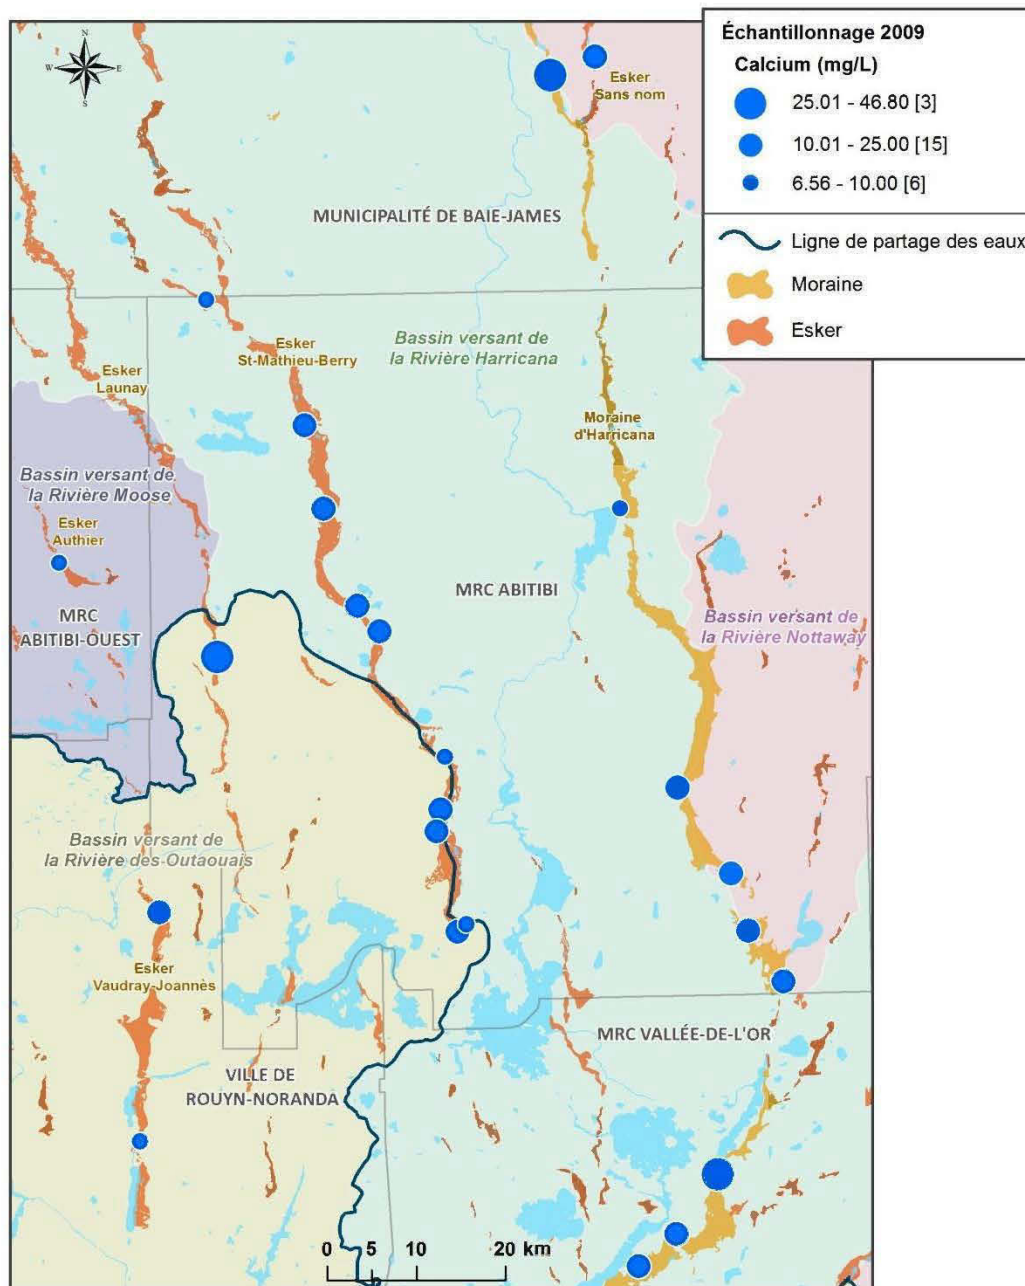 Échantillonnage 2009
Calcium (mg/L)
25.01 - 46.80 [3]
10.01 - 25.00 [15]
6.56 - 10.00 [6]
Ligne de partage des eaux
Moraine
Esker
N
W
E
S
Esker
Sans nom
MUNICIPALITÉ DE BAIE-JAMES
Esker
St-Mathieu-Berry
Bassin versant de
la Rivière Harricana
Esker
Launay
Moraine
d'Harricana
Bassin versant de
la Rivière Moose
Esker
Authier
MRC
ABITIBI-OUEST
MRC ABITIBI
Bassin versant de
la Rivière Nottaway
Bassin versant de
la Rivière des Outaouais
Esker
Vaudray-Joannès
MRC VALLÉE-DE-L'OR
VILLE DE
ROUYN-NORANDA
0 5 10 20 km